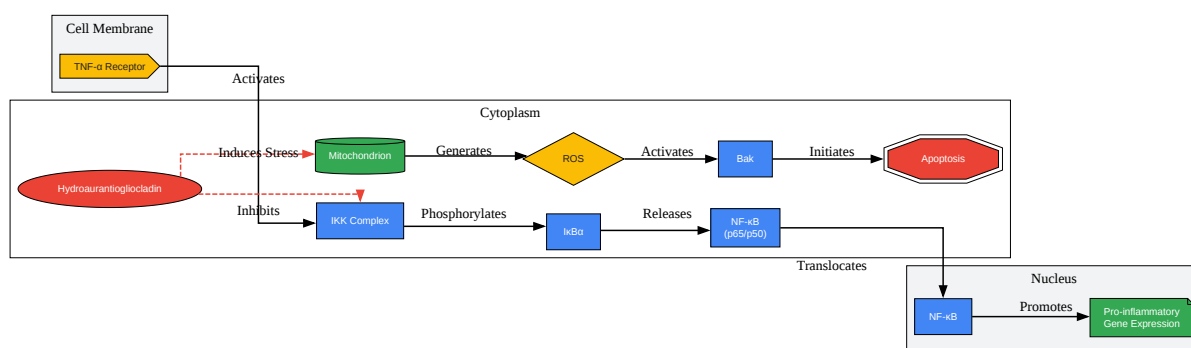 Cell Membrane
TNF-α Receptor
Activates
Cytoplasm
Induces Stress
Mitochondrion
Generates
ROS
Activates
Bak
Initiates
Apoptosis
Hydroaurantiogliocladin
Inhibits
IKK Complex
Phosphorylates
IκBα
Releases
NF-κB
(p65/p50)
Translocates
Nucleus
NF-κB
Promotes
Pro-inflammatory
Gene Expression